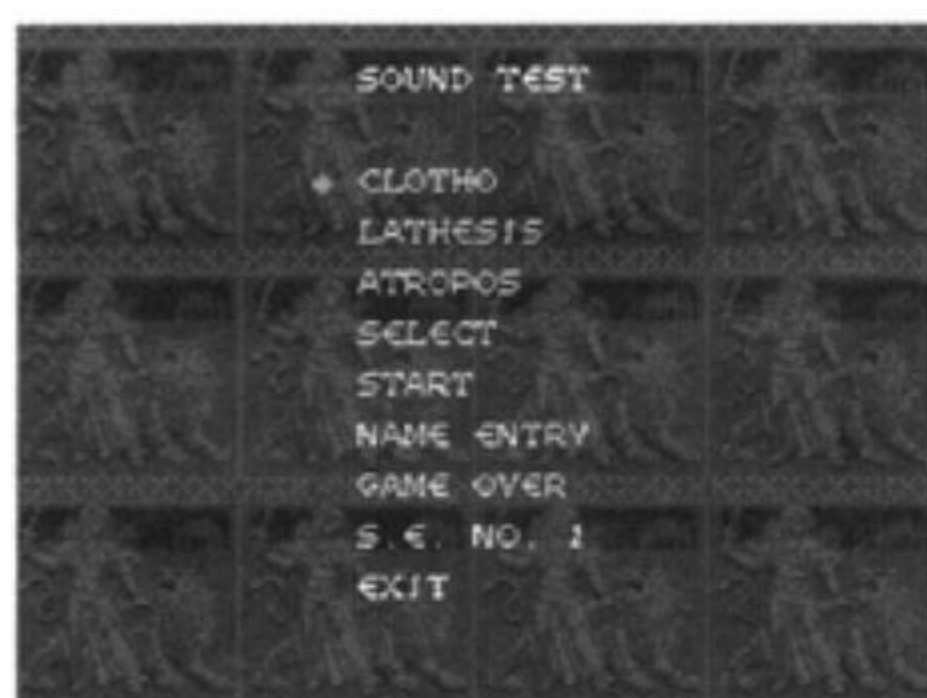 SOUND TEST
CLOTHO
LATHESIS
ATROPOS
SELECT
START
NAME ENTRY
GAME OVER
S.E. NO. 1
EXIT